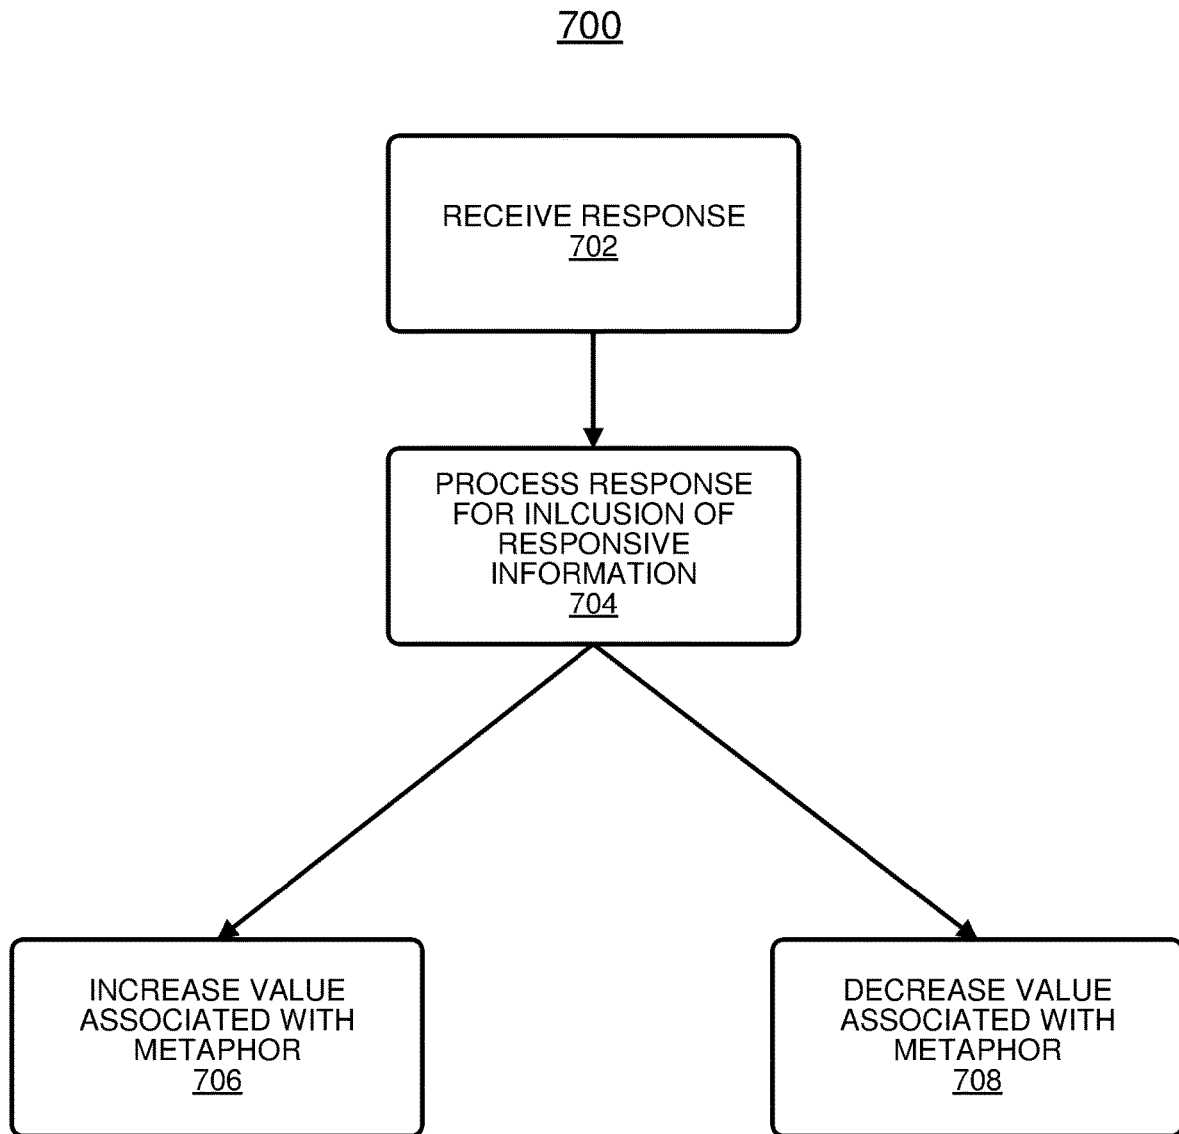 700
RECEIVE RESPONSE
702
PROCESS RESPONSE
FOR INLCUSION OF
RESPONSIVE
INFORMATION
704
INCREASE VALUE
ASSOCIATED WITH
METAPHOR
706
DECREASE VALUE
ASSOCIATED WITH
METAPHOR
708